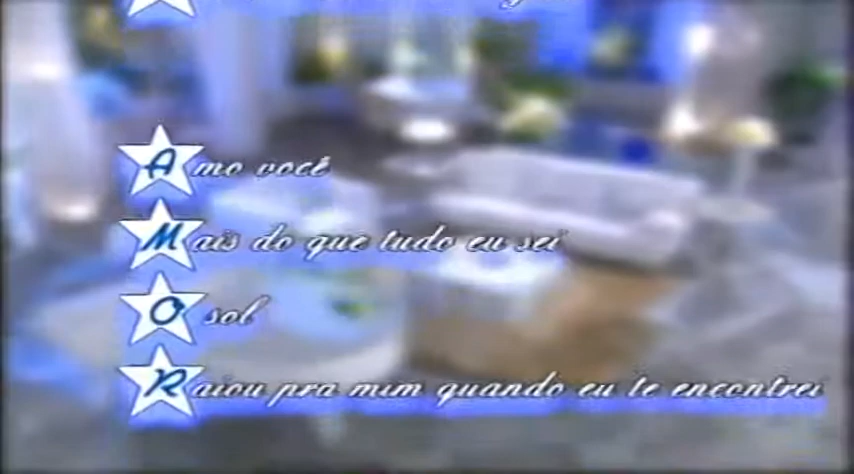 Amo você
Mais do que tudo eu sei
O sol
Raiou pra mim quando eu te encontrei